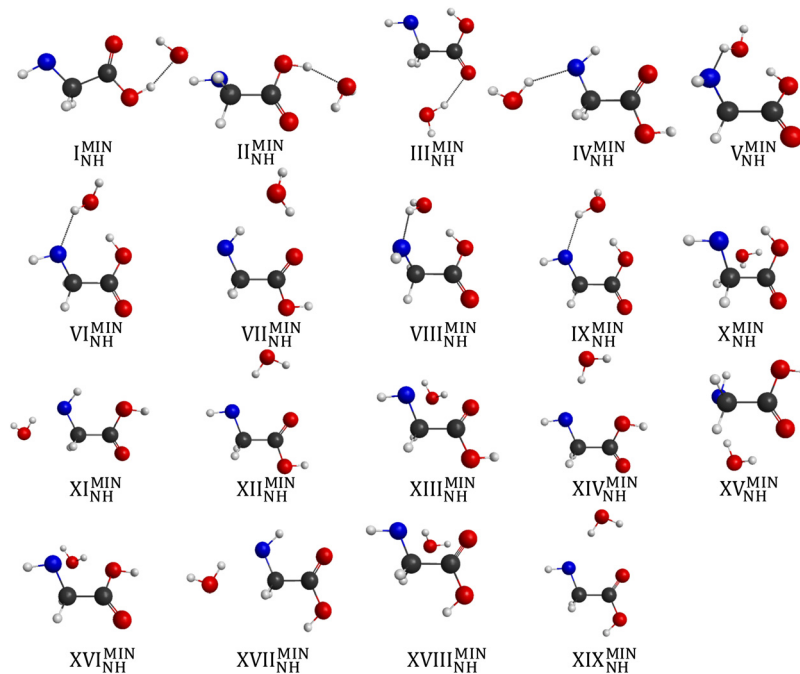 I^MIN_NH II^MIN_NH III^MIN_NH IV^MIN_NH V^MIN_NH
VI^MIN_NH VII^MIN_NH VIII^MIN_NH IX^MIN_NH X^MIN_NH
XI^MIN_NH XII^MIN_NH XIII^MIN_NH XIV^MIN_NH XV^MIN_NH
XVI^MIN_NH XVII^MIN_NH XVIII^MIN_NH XIX^MIN_NH